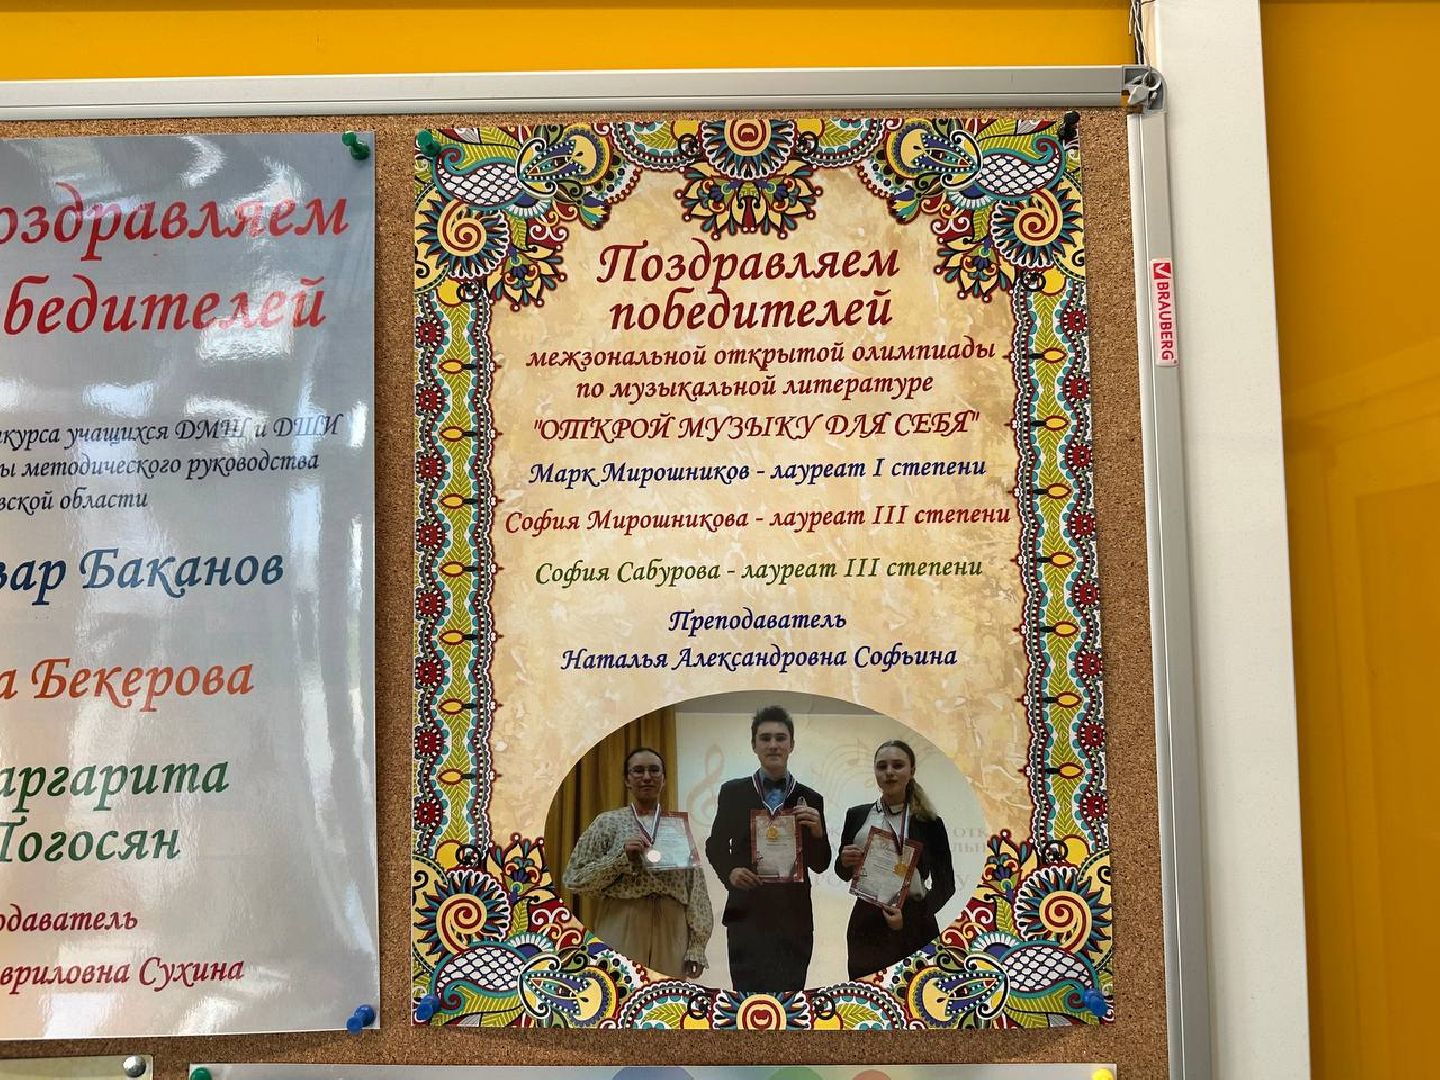 оздравляем
бедителей
нкурса учащихся ДМШ и ДШИ
ы методического руководства
вской области
вар Баканов
а Бекерова
аргарита
Погосян
одаватель
вриловна Сухина
Поздравляем
победителей
межзональной открытой олимпиады
по музыкальной литературе
"ОТКРОЙ МУЗЫКУ ДЛЯ СЕБЯ"
Марк Мирошников - лауреат I степени
София Мирошникова - лауреат III степени
София Сабурова - лауреат III степени
Преподаватель
Наталья Александровна Софьина
BRAUBERG